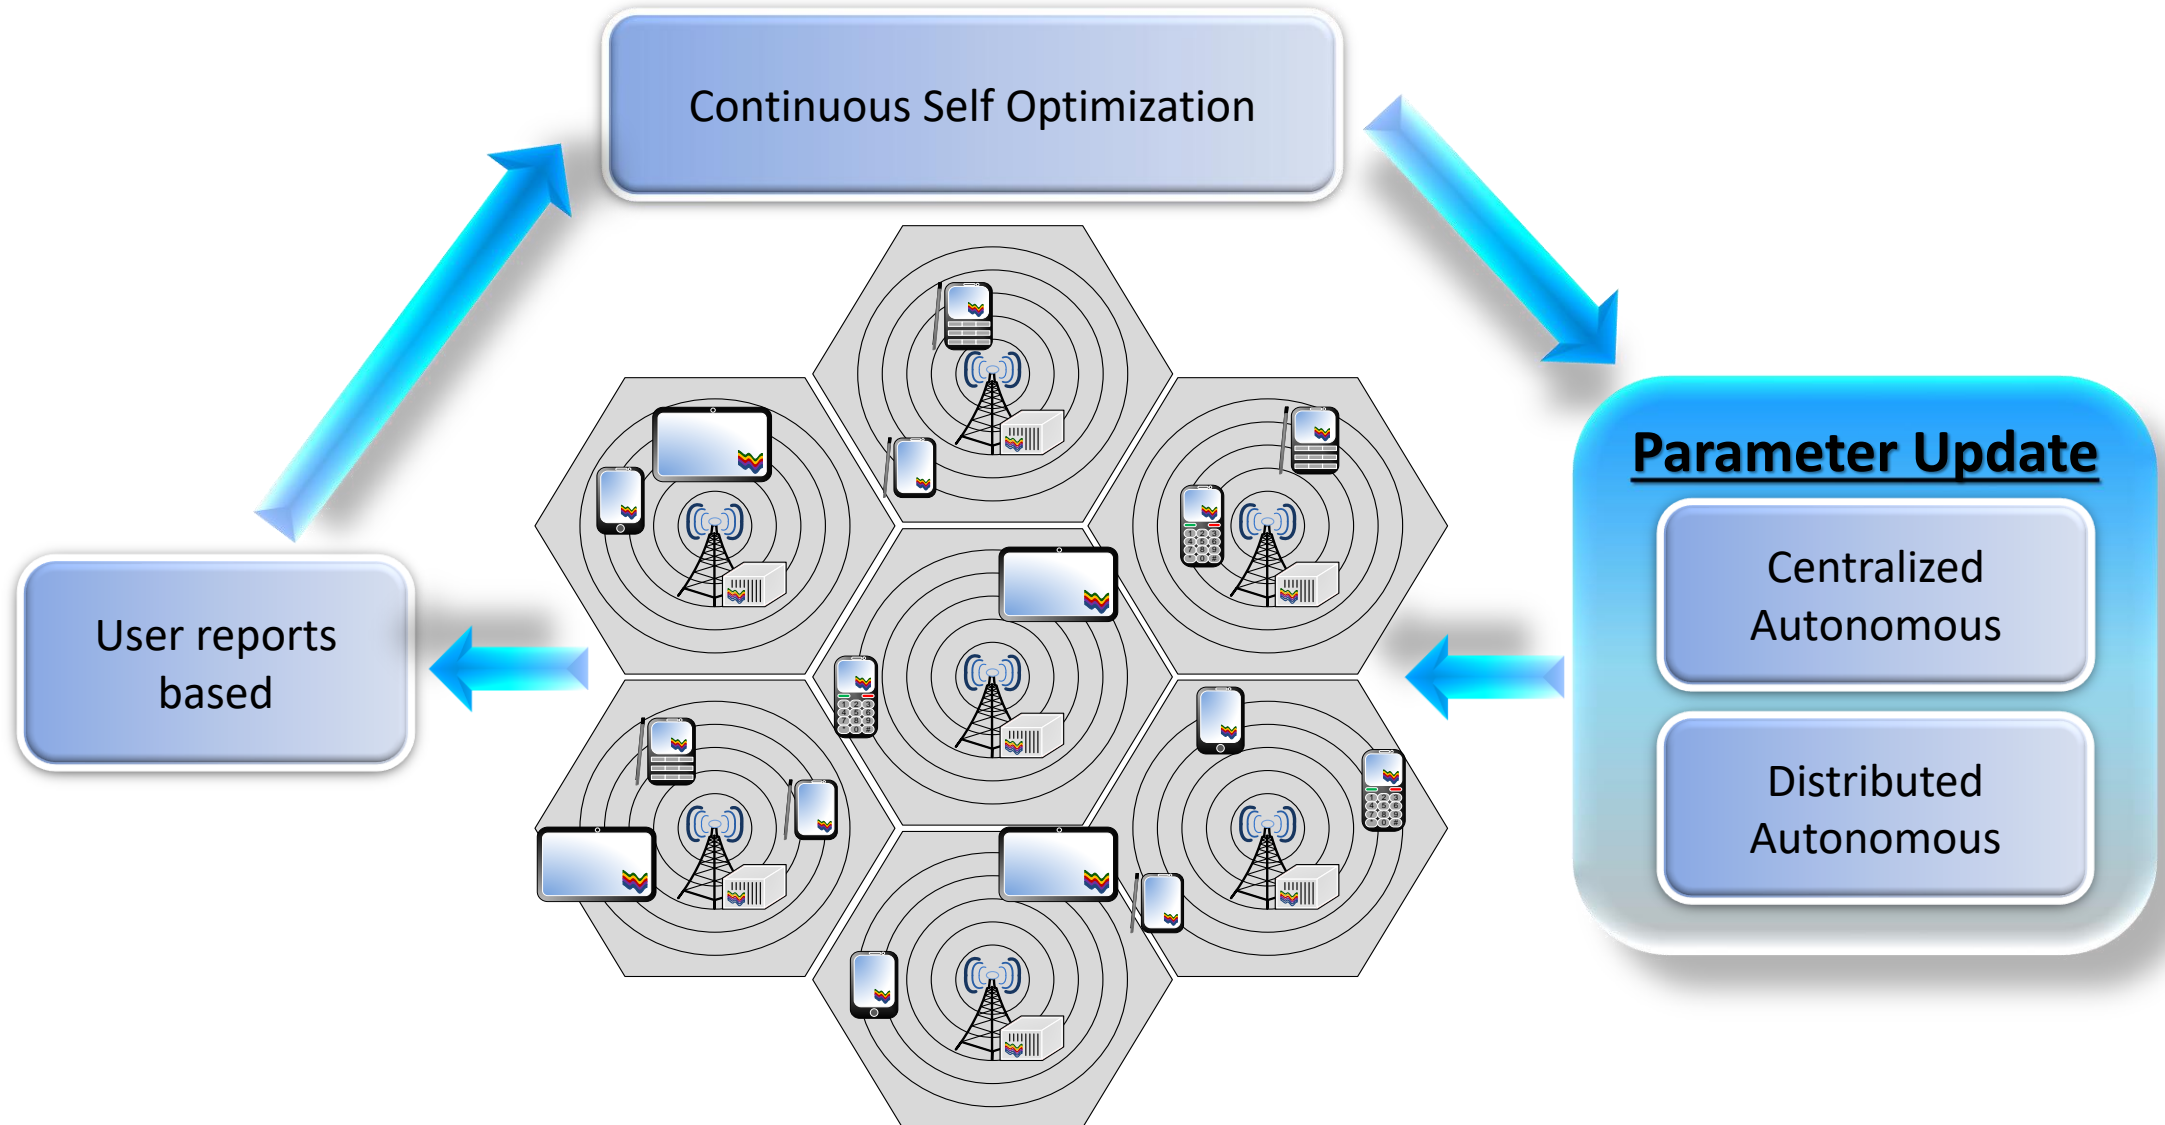 Continuous Self Optimization
Parameter Update
Centralized
Autonomous
User reports
based
Distributed
Autonomous